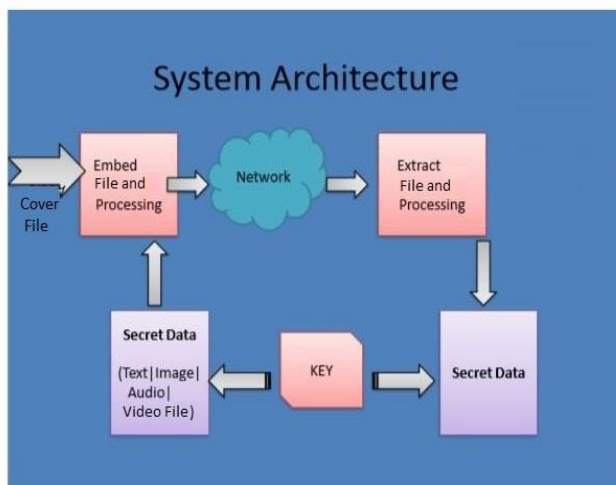 System Architecture
Embed
File and
Processing
Network
Extract
File and
Processing
Cover
File
Secret Data
(Text|Image|
Audio|
Video File)
KEY
Secret Data